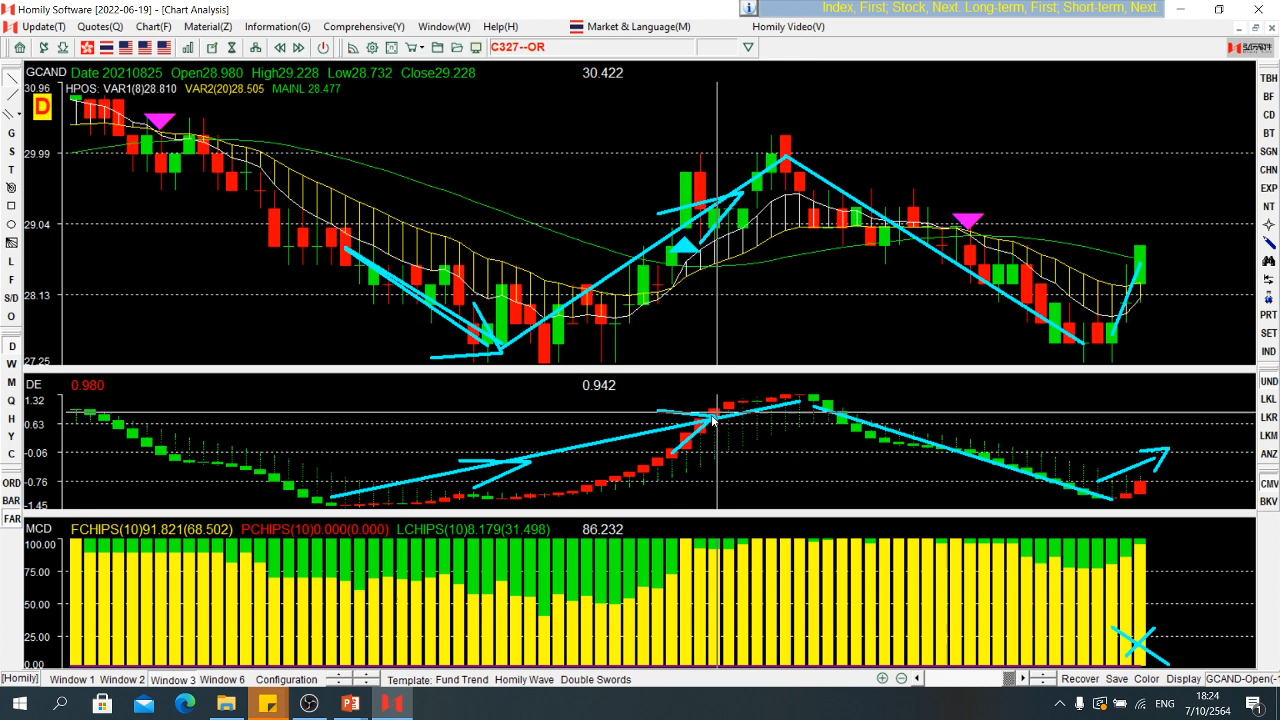 Homily Software [2022-06-19] - [Chart Analysis]
Index, First; Stock, Next. Long-term, First; Short-term, Next.
Update(T) Quotes(Q) Chart(F) Material(Z) Information(G) Comprehensive(Y) Window(W) Help(H) Market & Language(M) Homily Video(V)
C327--OR
GCAND Date 20210825 Open28.980 High29.228 Low28.732 Close29.228 30.422
30.96 HPOS: VAR1(8)28.810 VAR2(20)28.505 MAINL 28.477
D
29.99
29.04
28.13
27.25
DE 0.980 0.942
1.32
0.63
-0.06
-0.76
-1.45
MCD FCHIPS(10)91.821(68.502) PCHIPS(10)0.000(0.000) LCHIPS(10)8.179(31.498) 86.232
100.00
75.00
50.00
25.00
0.00
G
S
T
L
F
S/D
O
D
W
M
Q
H
Y
C
ORD
BAR
FAR
TBH
BF
CD
BT
SGN
CHN
EXP
NT
PRT
SET
IND
UND
LKL
LKR
LKM
ANZ
CMV
BKV
[Homily] Window 1 Window 2 Window 3 Window 6 Configuration Template: Fund Trend Homily Wave Double Swords Recover Save Color Display GCAND-Open(-1
ENG
18:24
7/10/2564